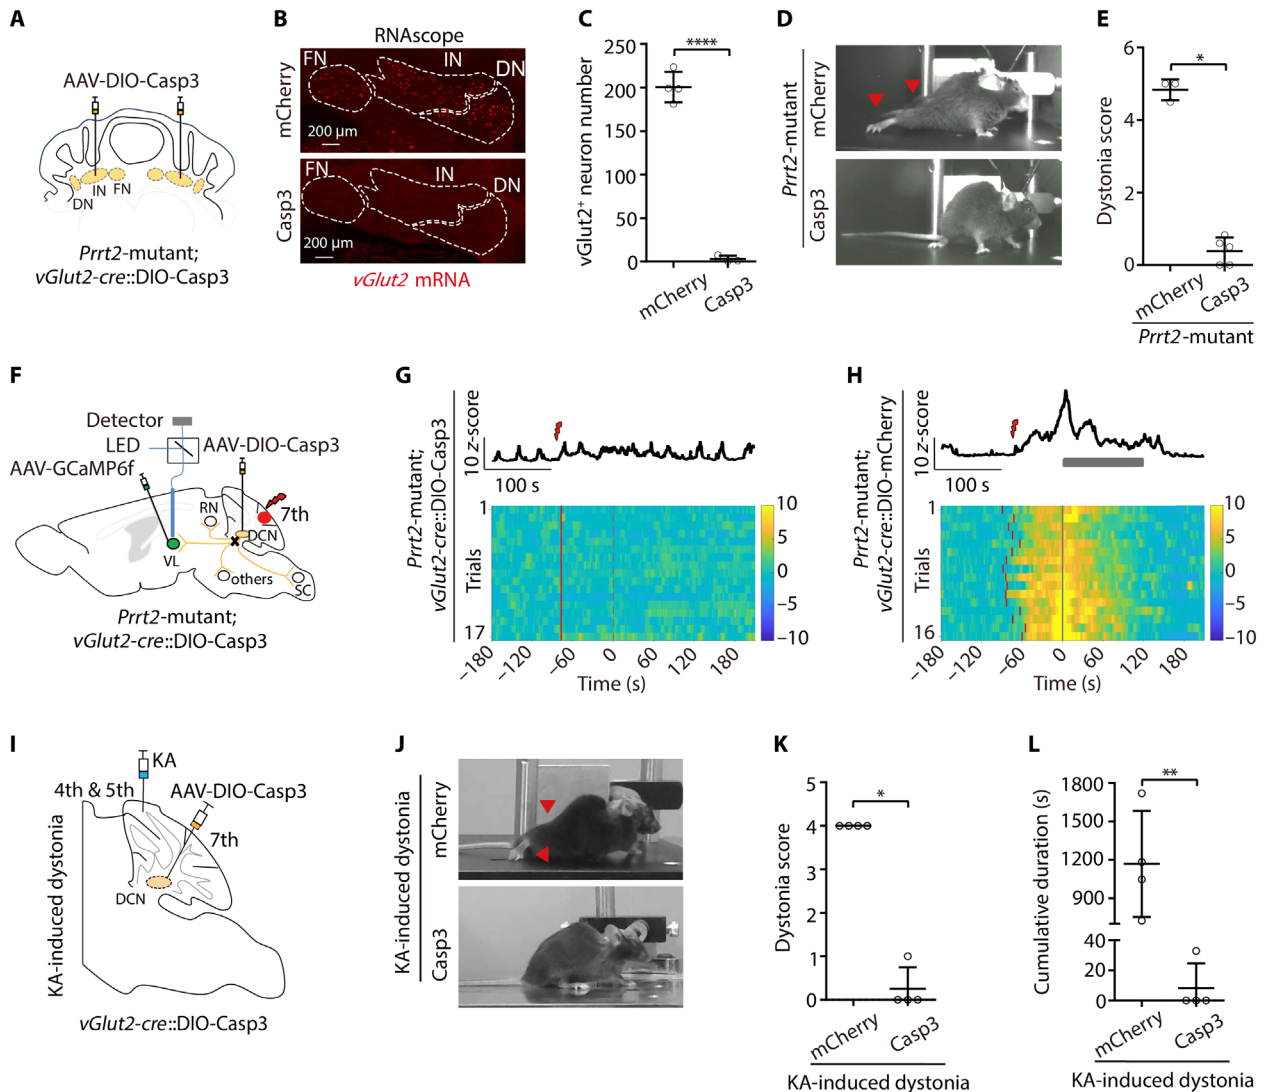 A
AAV-DIO-Casp3
IN
FN
DN
Prrt2-mutant;
vGlut2-cre::DIO-Casp3
B
RNAscope
mCherry
FN
IN
DN
200 µm
Casp3
FN
IN
DN
200 µm
vGlut2 mRNA
C
****
vGlut2+ neuron number
250
200
150
100
50
0
mCherry
Casp3
D
Prrt2-mutant
mCherry
Casp3
E
*
Dystonia score
6
4
2
0
mCherry
Casp3
Prrt2-mutant
F
Detector
LED
AAV-DIO-Casp3
AAV-GCaMP6f
RN
7th
DCN
VL
others
SC
Prrt2-mutant;
vGlut2-cre::DIO-Casp3
G
Prrt2-mutant;
vGlut2-cre::DIO-Casp3
10 z-score
100 s
1
Trials
17
10
5
0
−5
−10
−180
−120
−60
0
60
120
180
Time (s)
H
Prrt2-mutant;
vGlut2-cre::DIO-mCherry
10 z-score
100 s
1
Trials
16
10
5
0
−5
−10
−180
−120
−60
0
60
120
180
Time (s)
I
KA
4th & 5th
AAV-DIO-Casp3
7th
DCN
KA-induced dystonia
vGlut2-cre::DIO-Casp3
J
KA-induced dystonia
mCherry
Casp3
K
*
Dystonia score
5
4
3
2
1
0
mCherry
Casp3
KA-induced dystonia
L
**
Cumulative duration (s)
1800
1500
1200
900
40
20
0
mCherry
Casp3
KA-induced dystonia